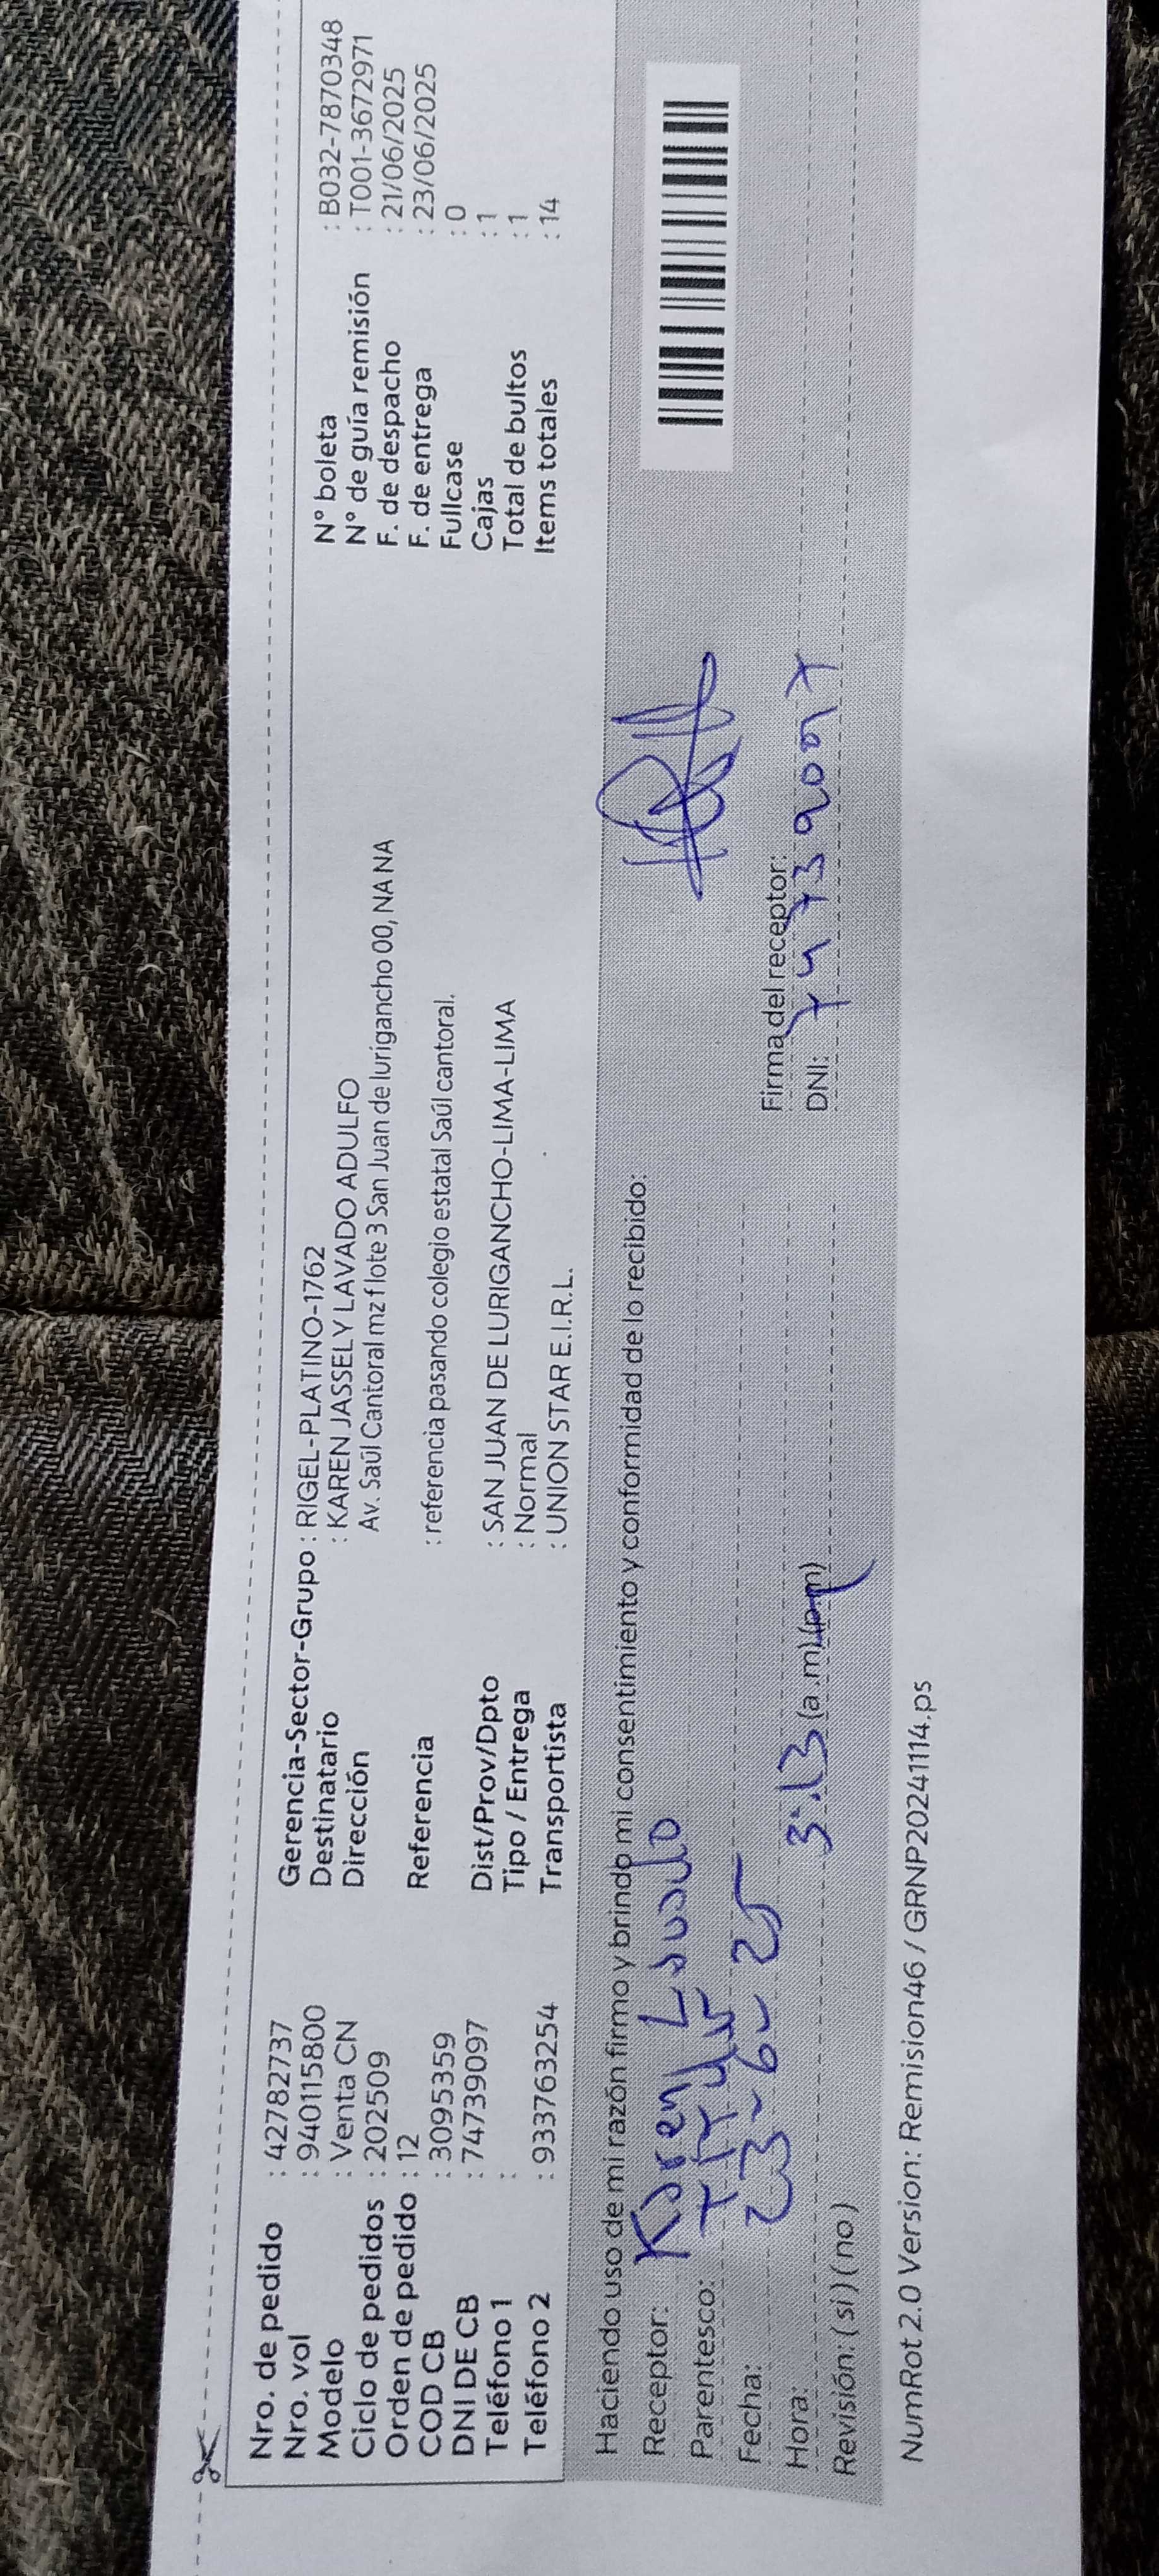 Nro. de pedido : 42782737
Nro. vol : 940115800
Modelo : Venta CN
Ciclo de pedidos : 202509
Orden de pedido : 12
COD CB : 3095359
DNI DE CB : 74739097
Teléfono 1 :
Teléfono 2 : 933763254
Gerencia-Sector-Grupo : RIGEL-PLATINO-1762
Destinatario : KAREN JASSELY LAVADO ADULFO
Dirección Av. Saúl Cantoral mz f lote 3 San Juan de lurigancho 00, NA NA
Referencia : referencia pasando colegio estatal Saúl cantoral.
Dist/Prov/Dpto : SAN JUAN DE LURIGANCHO-LIMA-LIMA
Tipo / Entrega : Normal
Transportista : UNION STAR E.I.R.L.
N° boleta : B032-7870348
N° de guía remisión : T001-3672971
F. de despacho : 21/06/2025
F. de entrega : 23/06/2025
Fullcase : 0
Cajas : 1
Total de bultos : 1
Items totales : 14
Haciendo uso de mi razón firmo y brindo mi consentimiento y conformidad de lo recibido:
Receptor: Karen Lavado
Parentesco: Titular
Fecha: 23-6-25
Hora: 3:13 (a.m) (p.m)
Revisión: (si) (no)
Firma del receptor:
DNI: 74739097
NumRot 2.0 Version: Remision46 / GRNP20241114.ps